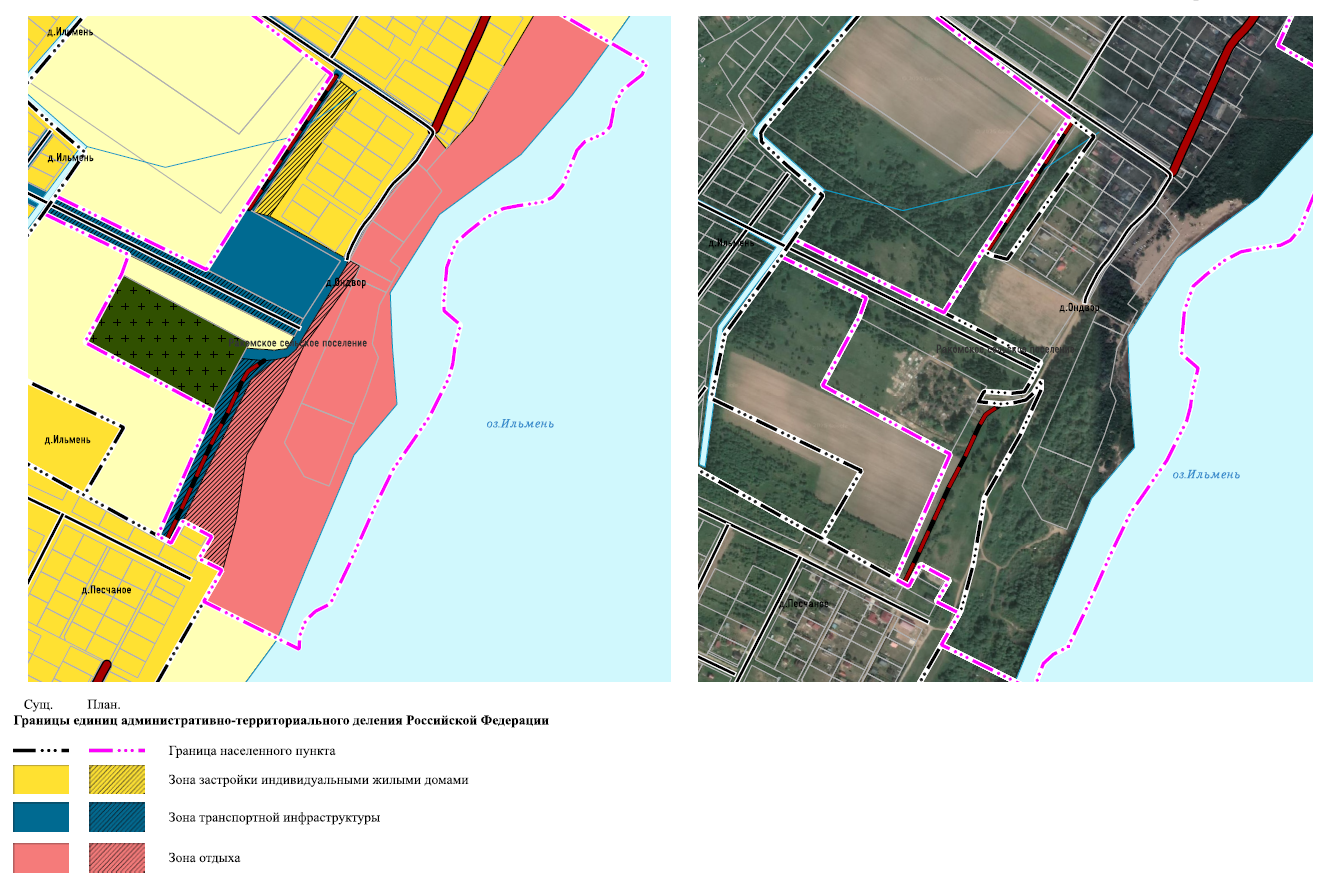 д.Ильмень
д.Ильмень
д.Ондвор
Ракомское сельское поселение
д.Ильмень
оз.Ильмень
д.Песчаное
д.Ильмень
д.Ондвор
Ракомское сельское поселение
оз.Ильмень
д.Песчаное
Сущ. План.
Границы единиц административно-территориального деления Российской Федерации
Граница населенного пункта
Зона застройки индивидуальными жилыми домами
Зона транспортной инфраструктуры
Зона отдыха